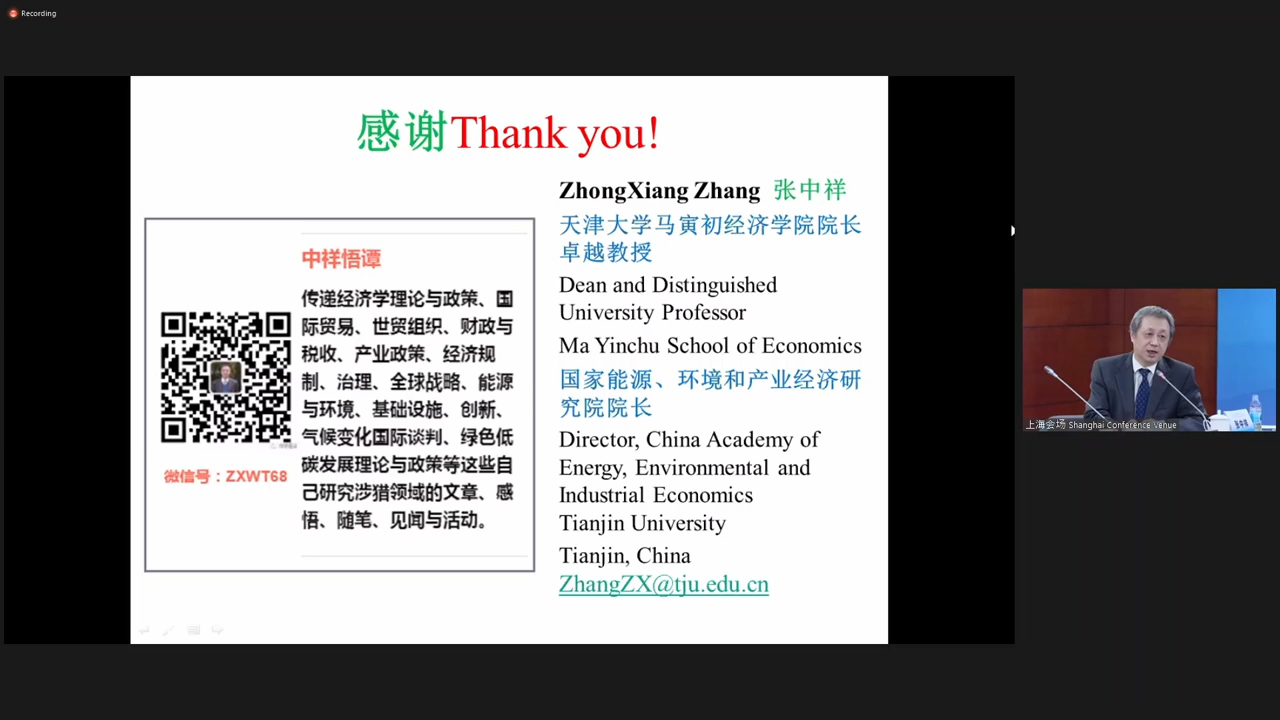 Recording
感谢Thank you!
ZhongXiang Zhang 张中祥
天津大学马寅初经济学院院长
卓越教授
Dean and Distinguished
University Professor
Ma Yinchu School of Economics
国家能源、环境和产业经济研
究院院长
Director, China Academy of
Energy, Environmental and
Industrial Economics
Tianjin University
Tianjin, China
ZhangZX@tju.edu.cn
中祥悟谭
传递经济学理论与政策、国
际贸易、世贸组织、财政与
税收、产业政策、经济规
制、治理、全球战略、能源
与环境、基础设施、创新、
气候变化国际谈判、绿色低
碳发展理论与政策等这些自
己研究涉猎领域的文章、感
悟、随笔、见闻与活动。
微信号：ZXWT68
上海会场 Shanghai Conference Venue